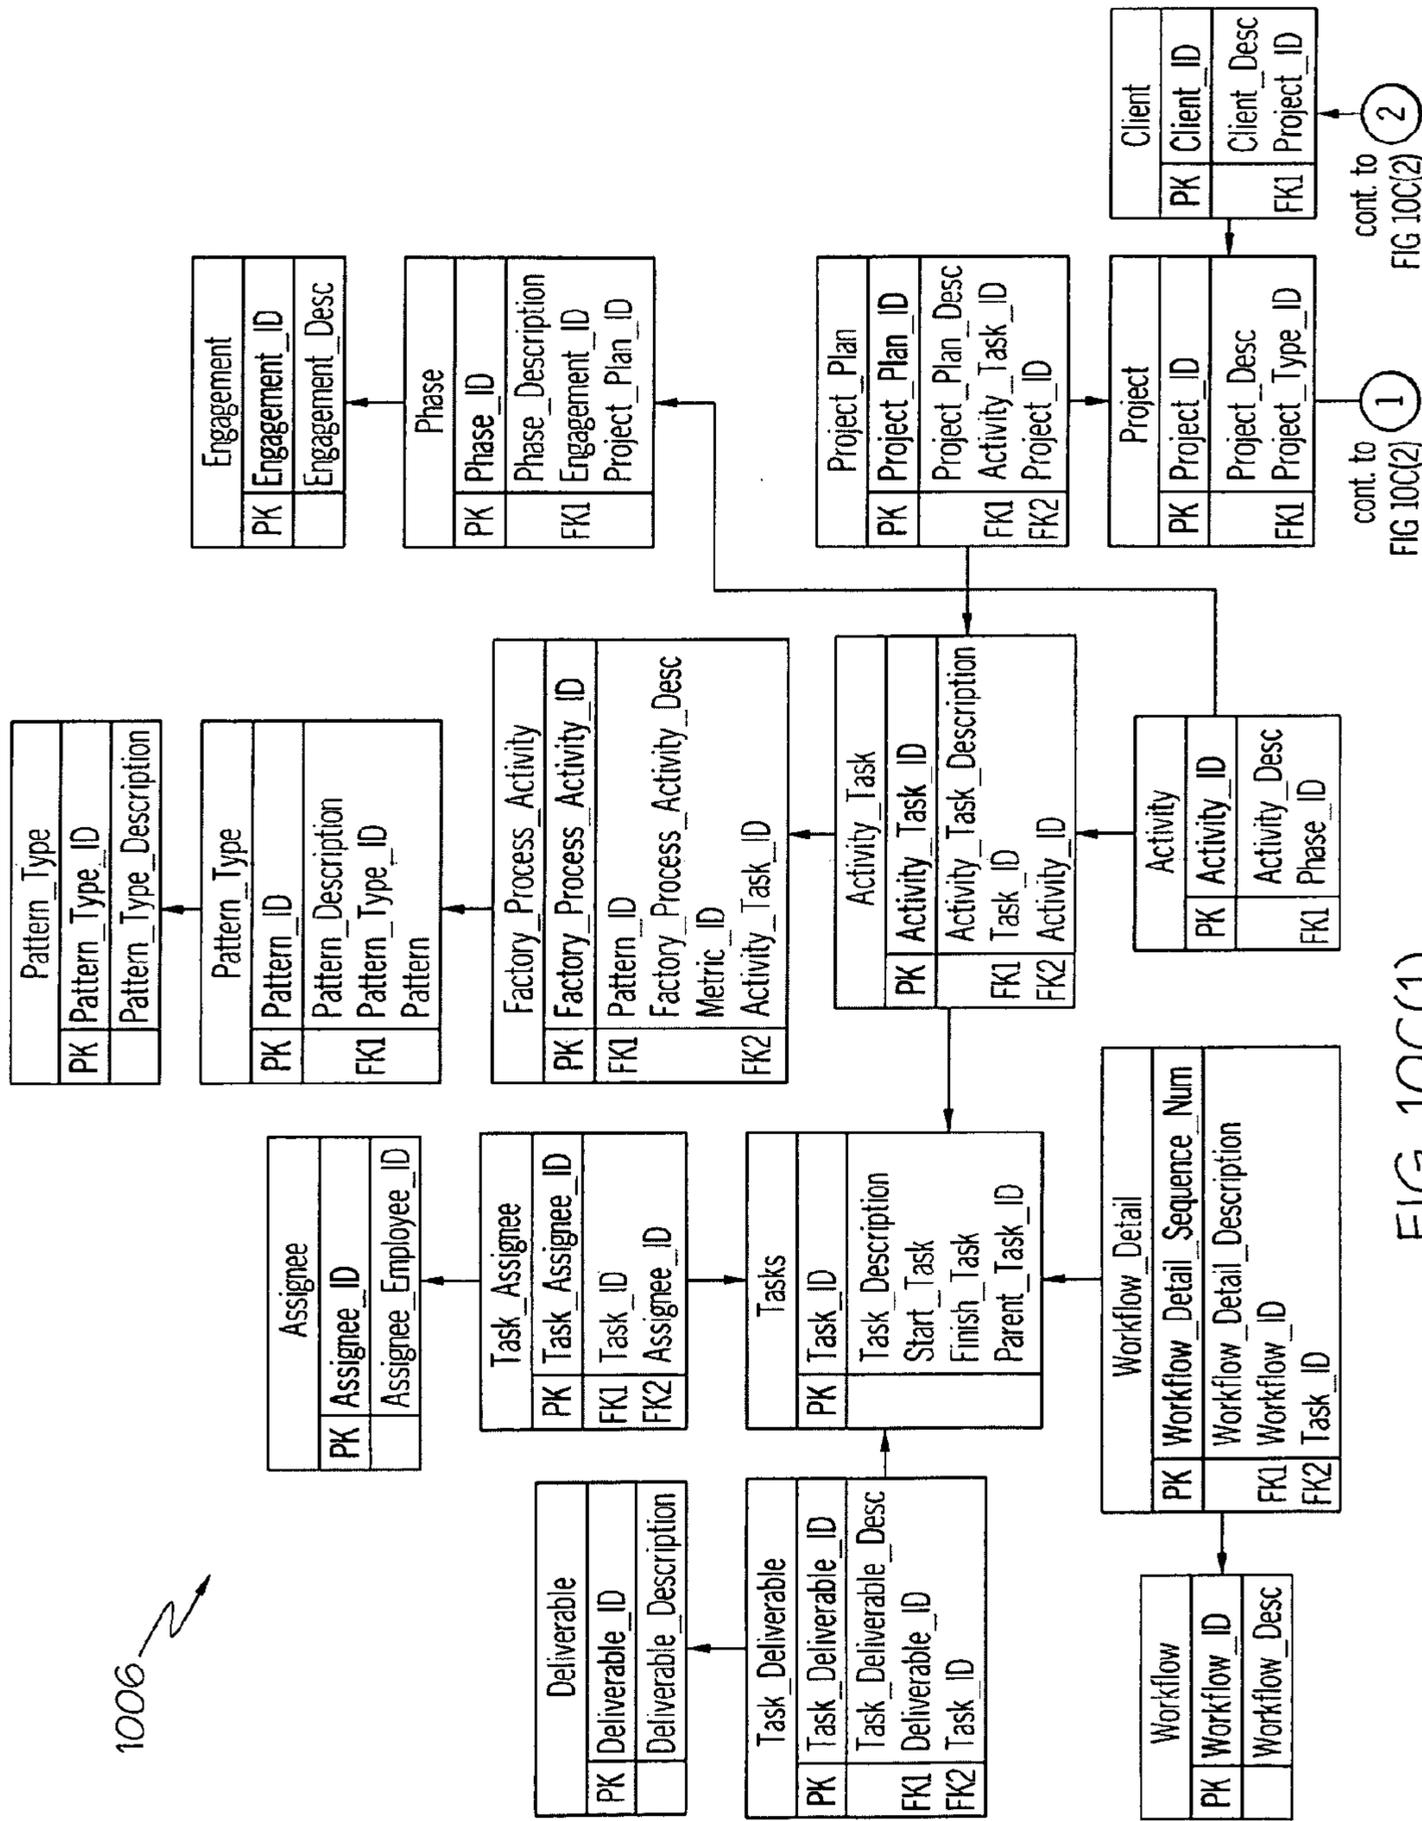 1006
Pattern_Type
PK Pattern_Type_ID
Pattern_Type_Description
Pattern_Type
PK Pattern_ID
Pattern_Description
FK1 Pattern_Type_ID
Pattern
Engagement
PK Engagement_ID
Engagement_Desc
Assignee
PK Assignee_ID
Assignee_Employee_ID
Phase
PK Phase_ID
Phase_Description
FK1 Engagement_ID
Project_Plan_ID
Task_Assignee
PK Task_Assignee_ID
FK1 Task_ID
FK2 Assignee_ID
Factory_Process_Activity
PK Factory_Process_Activity_ID
FK1 Pattern_ID
Factory_Process_Activity_Desc
Metric_ID
FK2 Activity_Task_ID
Deliverable
PK Deliverable_ID
Deliverable_Description
Task_Deliverable
PK Task_Deliverable_ID
Task_Deliverable_Desc
FK1 Deliverable_ID
FK2 Task_ID
Tasks
PK Task_ID
Task_Description
Start_Task
Finish_Task
Parent_Task_ID
Activity_Task
PK Activity_Task_ID
Activity_Task_Description
FK1 Task_ID
FK2 Activity_ID
Project_Plan
PK Project_Plan_ID
Project_Plan_Desc
FK1 Activity_Task_ID
FK2 Project_ID
Workflow
PK Workflow_ID
Workflow_Desc
Workflow_Detail
PK Workflow_Detail_Sequence_Num
Workflow_Detail_Description
FK1 Workflow_ID
FK2 Task_ID
Activity
PK Activity_ID
Activity_Desc
FK1 Phase_ID
Project
PK Project_ID
Project_Desc
FK1 Project_Type_ID
Client
PK Client_ID
Client_Desc
FK1 Project_ID
cont. to
FIG 10C(2)
1
cont. to
FIG 10C(2)
2
FIG 10C(1)